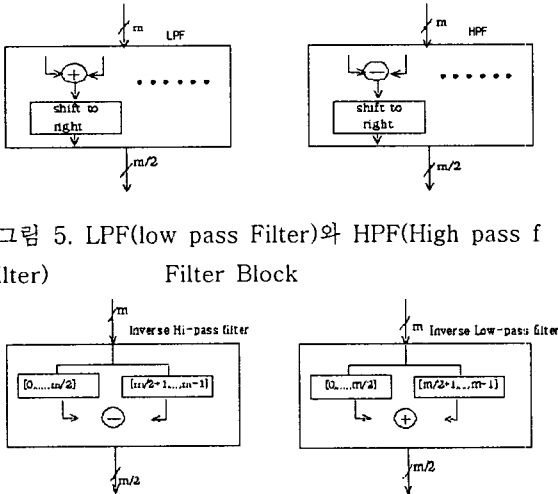 m LPF
shift to
right
m/2
m HPF
shift to
right
m/2
그림 5. LPF(low pass Filter)와 HPF(High pass f
ilter) Filter Block
m Inverse Hi-pass filter
[0,...,m/2] [m/2+1,...,m-1]
m/2
m Inverse Low-pass filter
[0,...,m/2] [m/2+1,...,m-1]
m/2